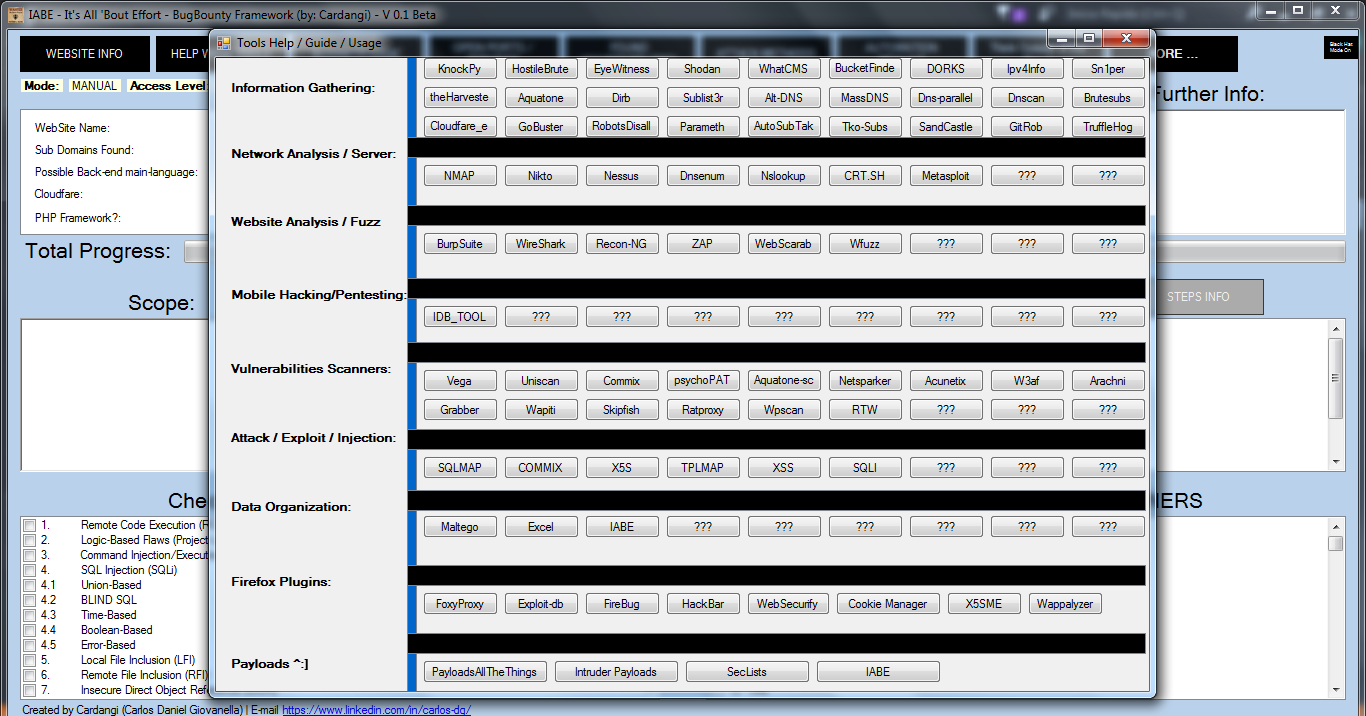 IABE - It's All 'Bout Effort - BugBounty Framework (by: Cardangi) - V 0.1 Beta
WEBSITE INFO
HELP W
ORE ...
Black Hat
Mode On
Mode: MANUAL Access Level:
Further Info:
WebSite Name:
Sub Domains Found:
Possible Back-end main-language:
Cloudfare:
PHP Framework?:
Total Progress:
Scope:
STEPS INFO
Che
HERS
1. Remote Code Execution (R
2. Logic-Based Flaws (Project
3. Command Injection/Execut
4. SQL Injection (SQLi)
4.1 Union-Based
4.2 BLIND SQL
4.3 Time-Based
4.4 Boolean-Based
4.5 Error-Based
5. Local File Inclusion (LFI)
6. Remote File Inclusion (RFI)
7. Insecure Direct Object Refe
Created by Cardangi (Carlos Daniel Giovanella) | E-mail https://www.linkedin.com/in/carlos-dg/
Tools Help / Guide / Usage
Information Gathering:
KnockPy HostileBrute EyeWitness Shodan WhatCMS BucketFinde DORKS Ipv4Info Sn1per
theHarveste Aquatone Dirb Sublist3r Alt-DNS MassDNS Dns-parallel Dnscan Brutesubs
Cloudfare_e GoBuster RobotsDisall Parameth AutoSubTak Tko-Subs SandCastle GitRob TruffleHog
Network Analysis / Server:
NMAP Nikto Nessus Dnsenum Nslookup CRT.SH Metasploit ??? ???
Website Analysis / Fuzz
BurpSuite WireShark Recon-NG ZAP WebScarab Wfuzz ??? ??? ???
Mobile Hacking/Pentesting:
IDB_TOOL ??? ??? ??? ??? ??? ??? ??? ???
Vulnerabilities Scanners:
Vega Uniscan Commix psychoPAT Aquatone-sc Netsparker Acunetix W3af Arachni
Grabber Wapiti Skipfish Ratproxy Wpscan RTW ??? ??? ???
Attack / Exploit / Injection:
SQLMAP COMMIX X5S TPLMAP XSS SQLI ??? ??? ???
Data Organization:
Maltego Excel IABE ??? ??? ??? ??? ??? ???
Firefox Plugins:
FoxyProxy Exploit-db FireBug HackBar WebSecurify Cookie Manager X5SME Wappalyzer
Payloads ^:]
PayloadsAllTheThings Intruder Payloads SecLists IABE